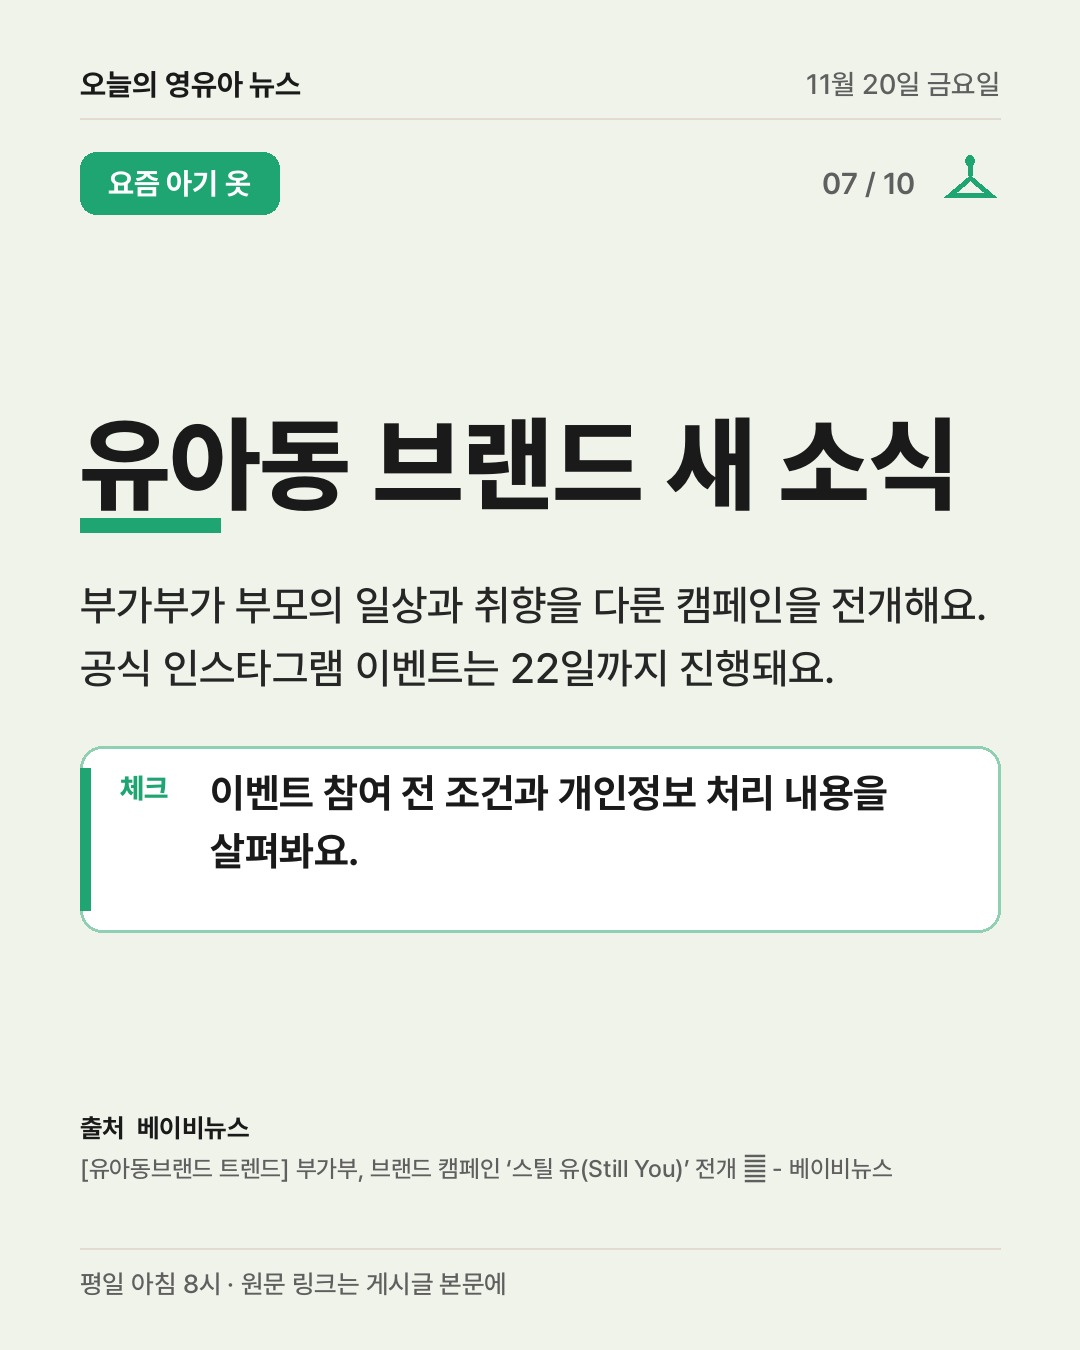 오늘의 영유아 뉴스
11월 20일 금요일
요즘 아기 옷
07 / 10
유아동 브랜드 새 소식
부가부가 부모의 일상과 취향을 다룬 캠페인을 전개해요.
공식 인스타그램 이벤트는 22일까지 진행돼요.
체크
이벤트 참여 전 조건과 개인정보 처리 내용을
살펴봐요.
출처 베이비뉴스
[유아동브랜드 트렌드] 부가부, 브랜드 캠페인 ‘스틸 유(Still You)’ 전개 ䷀ - 베이비뉴스
평일 아침 8시 · 원문 링크는 게시글 본문에